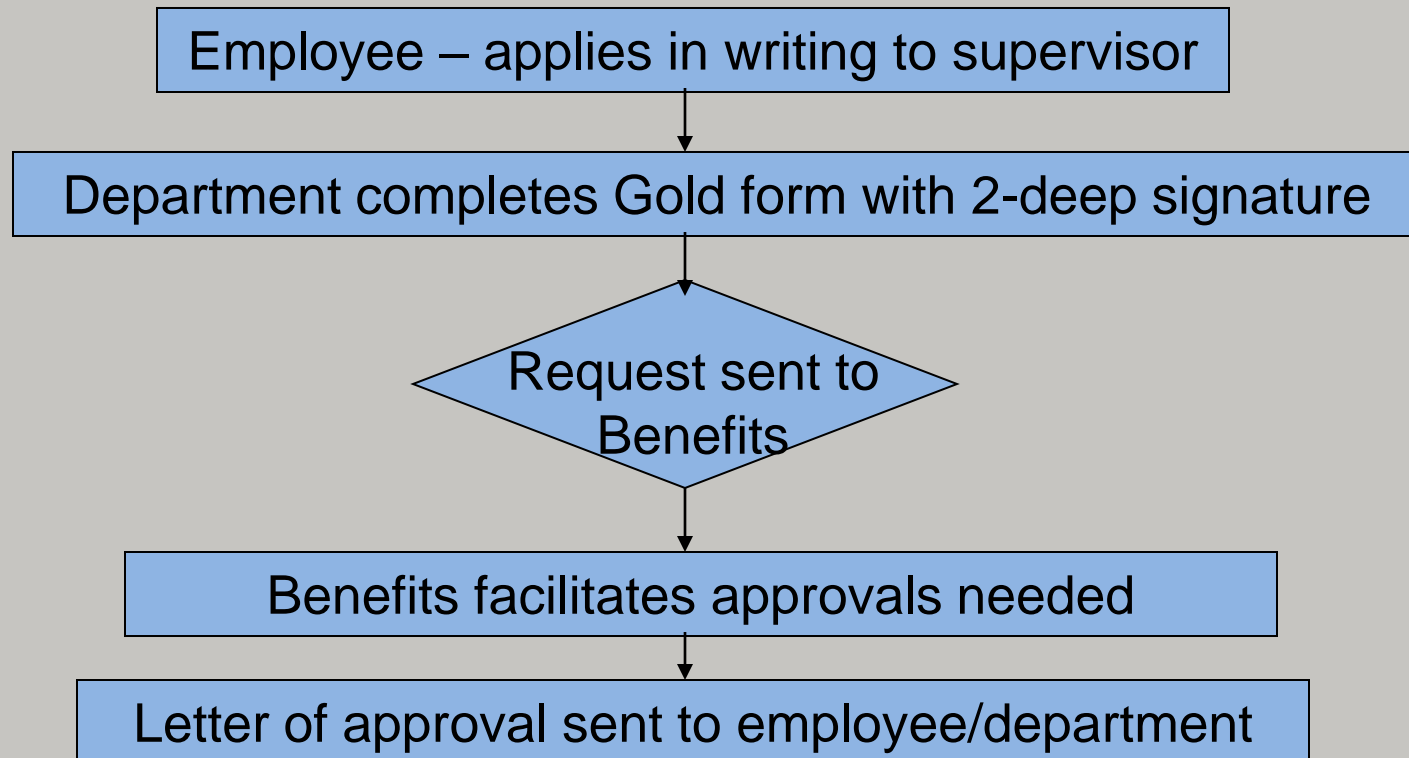 Employee – applies in writing to supervisor
Department completes Gold form with 2-deep signature
Request sent to
Benefits
Benefits facilitates approvals needed
Letter of approval sent to employee/department